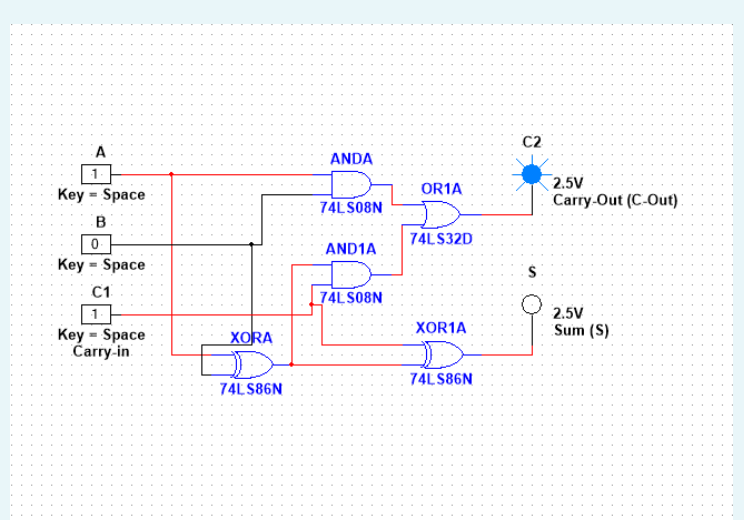 A
1
Key = Space
B
0
Key = Space
C1
1
Key = Space
Carry-in
ANDA
74LS08N
AND1A
74LS08N
XORA
74LS86N
OR1A
74LS32D
XOR1A
74LS86N
C2
2.5V
Carry-Out (C-Out)
S
2.5V
Sum (S)